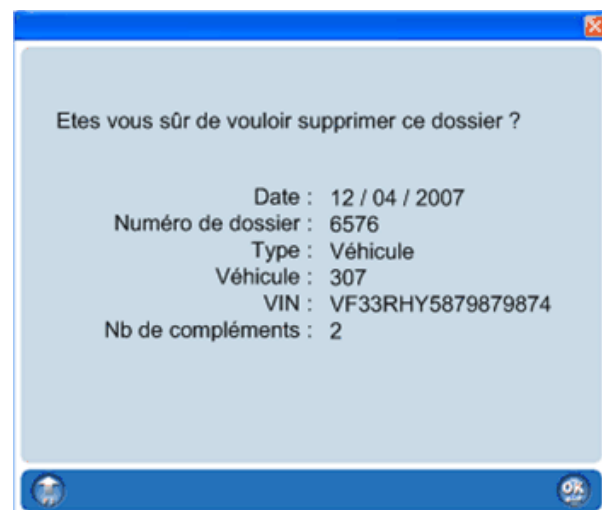 Etes vous sûr de vouloir supprimer ce dossier ?
Date : 12 / 04 / 2007
Numéro de dossier : 6576
Type : Véhicule
Véhicule : 307
VIN : VF33RHY5879879874
Nb de compléments : 2
OK